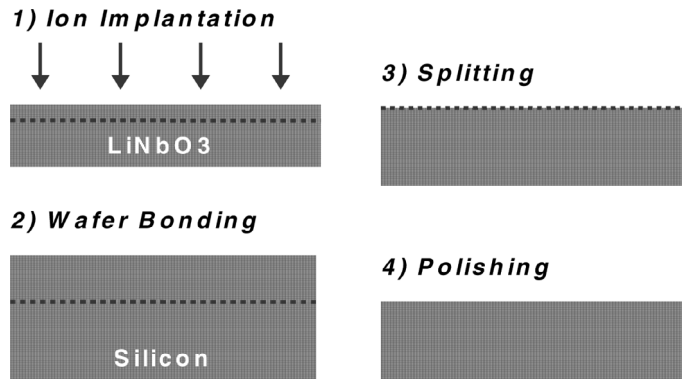 1) Ion Implantation
LiNbO3
2) Wafer Bonding
Silicon
3) Splitting
4) Polishing